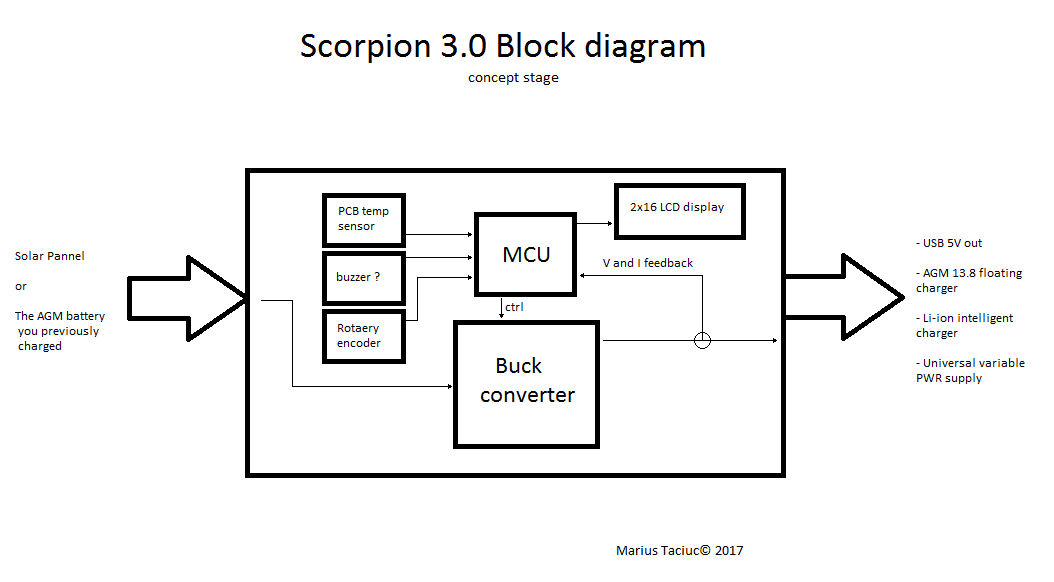 Scorpion 3.0 Block diagram
concept stage
Solar Pannel
or
The AGM battery
you previously
charged
PCB temp
sensor
buzzer ?
Rotaery
encoder
MCU
2x16 LCD display
V and I feedback
ctrl
Buck
converter
- USB 5V out
- AGM 13.8 floating
charger
- Li-ion intelligent
charger
- Universal variable
PWR supply
Marius Taciuc© 2017